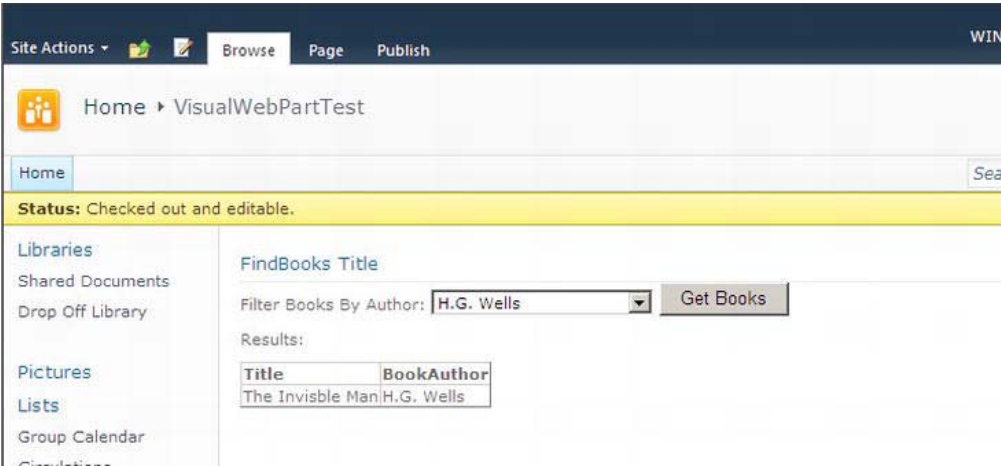 Site Actions Browse Page Publish WIN
Home VisualWebPartTest
Home Sea
Status: Checked out and editable.
Libraries
Shared Documents
Drop Off Library
Pictures
Lists
Group Calendar
Circulations
FindBooks Title
Filter Books By Author: H.G. Wells Get Books
Results:
Title BookAuthor
The Invisble Man H.G. Wells